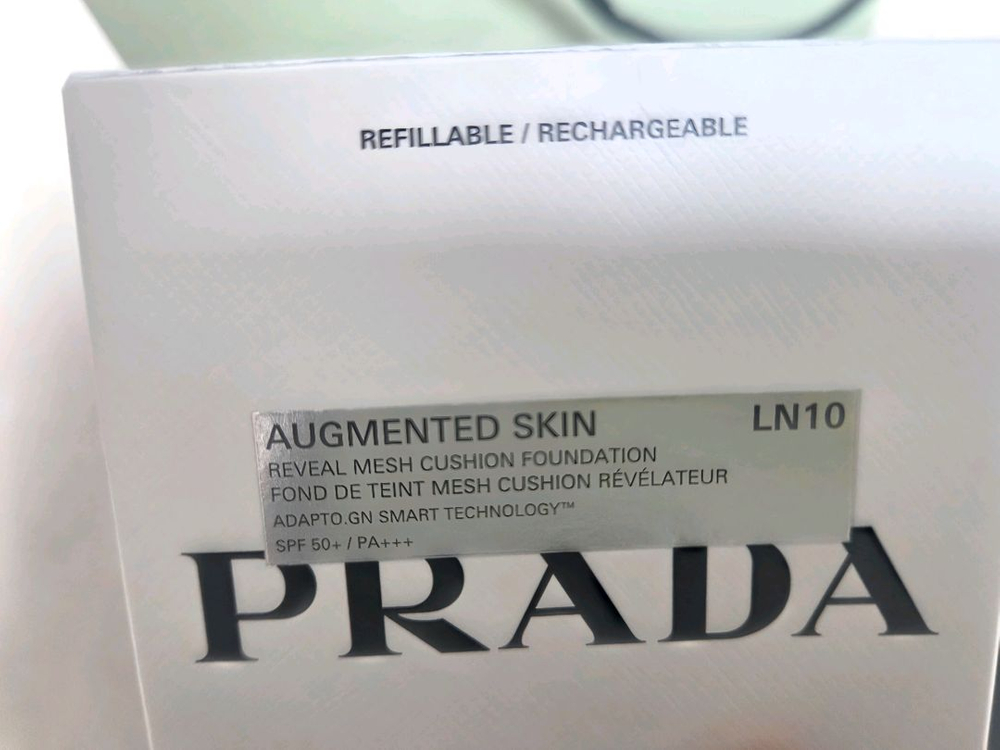 REFILLABLE / RECHARGEABLE
AUGMENTED SKIN LN10
REVEAL MESH CUSHION FOUNDATION
FOND DE TEINT MESH CUSHION RÉVÉLATEUR
ADAPTO.GN SMART TECHNOLOGY™
SPF 50+ / PA+++
PRADA